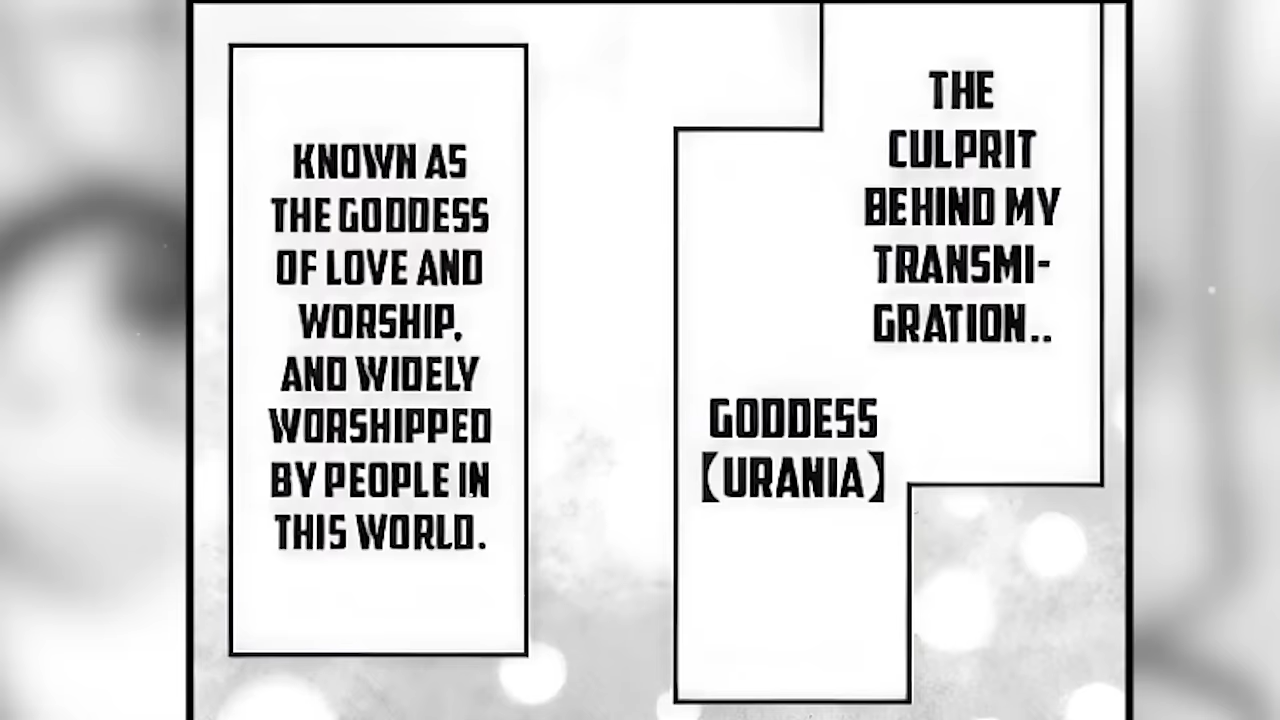 THE
CULPRIT
BEHIND MY
TRANSMI-
GRATION..
GODDESS
【URANIA】
KNOWN AS
THE GODDESS
OF LOVE AND
WORSHIP,
AND WIDELY
WORSHIPPED
BY PEOPLE IN
THIS WORLD.